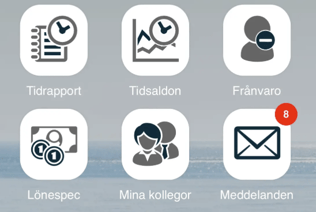 Tidrapport Tidsaldon Frånvaro
8
Lönespec Mina kollegor Meddelanden